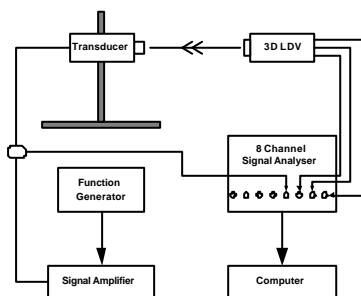 Transducer
3D LDV
8 Channel
Signal Analyser
Function
Generator
Signal Amplifier
Computer